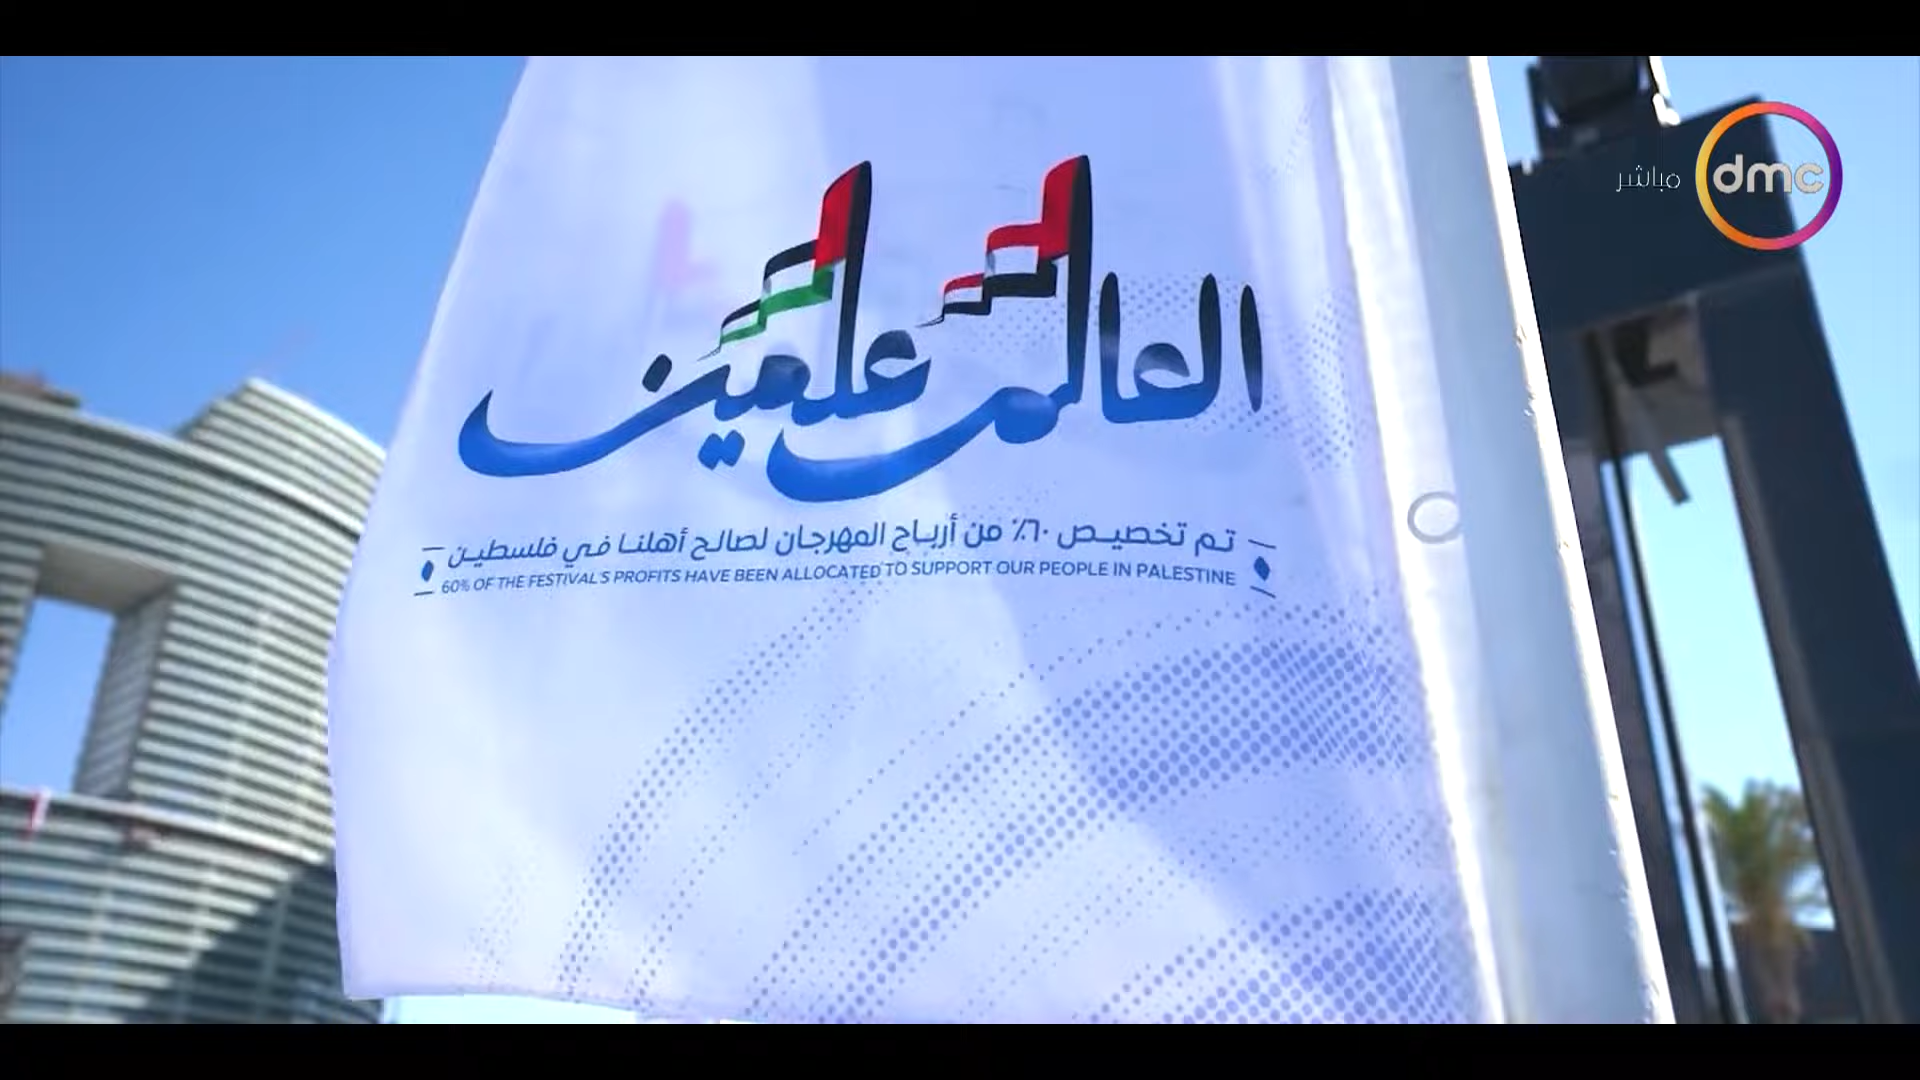 مباشر
dmc
العالم علمين
تم تخصيص ٦٠٪ من أرباح المهرجان لصالح أهلنا في فلسطين
60% OF THE FESTIVAL'S PROFITS HAVE BEEN ALLOCATED TO SUPPORT OUR PEOPLE IN PALESTINE